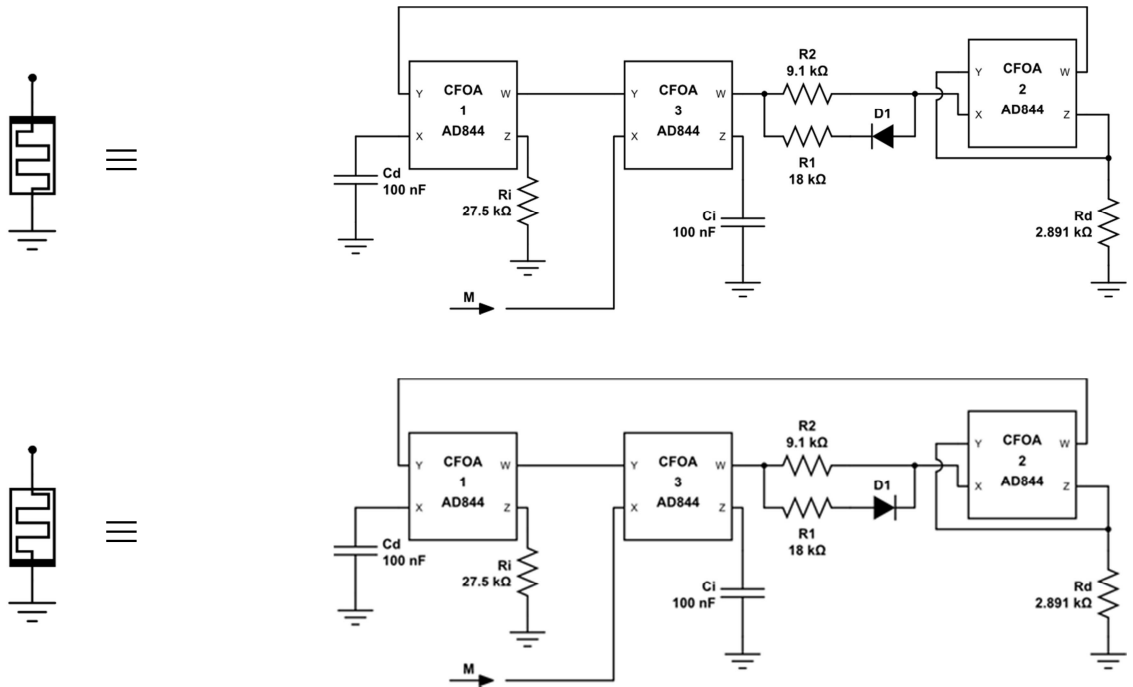 CFOA
1
AD844
Y
W
X
Z
Cd
100 nF
Ri
27.5 kΩ
CFOA
3
AD844
Y
W
X
Z
Ci
100 nF
R2
9.1 kΩ
D1
R1
18 kΩ
CFOA
2
AD844
Y
W
X
Z
Rd
2.891 kΩ
M
CFOA
1
AD844
Y
W
X
Z
Cd
100 nF
Ri
27.5 kΩ
CFOA
3
AD844
Y
W
X
Z
Ci
100 nF
R2
9.1 kΩ
D1
R1
18 kΩ
CFOA
2
AD844
Y
W
X
Z
Rd
2.891 kΩ
M